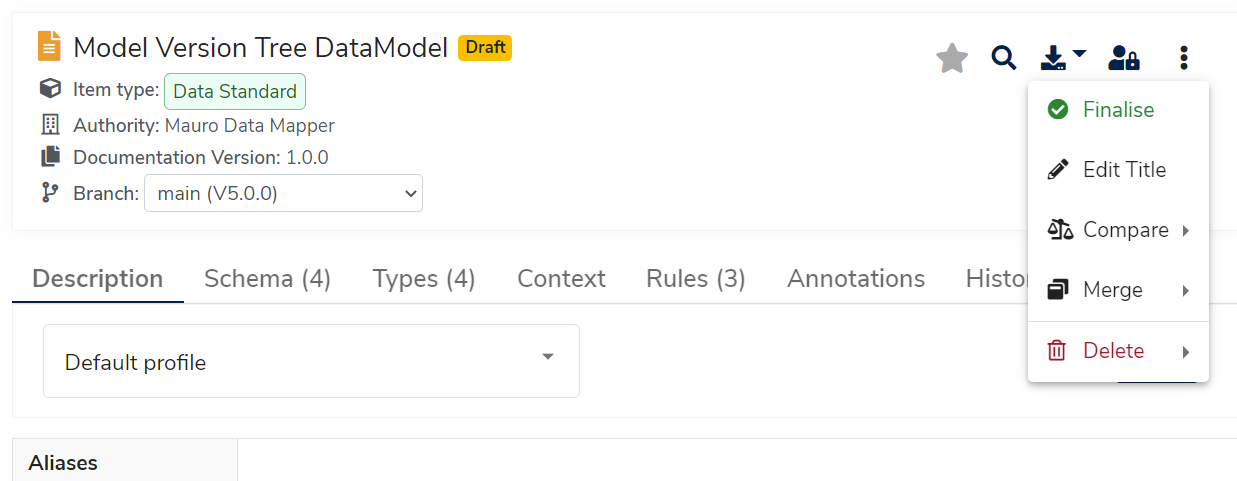 Model Version Tree DataModel Draft
Item type: Data Standard
Authority: Mauro Data Mapper
Documentation Version: 1.0.0
Branch: main (V5.0.0)
Finalise
Edit Title
Compare
Merge
Delete
Description Schema (4) Types (4) Context Rules (3) Annotations Histo
Default profile
Aliases